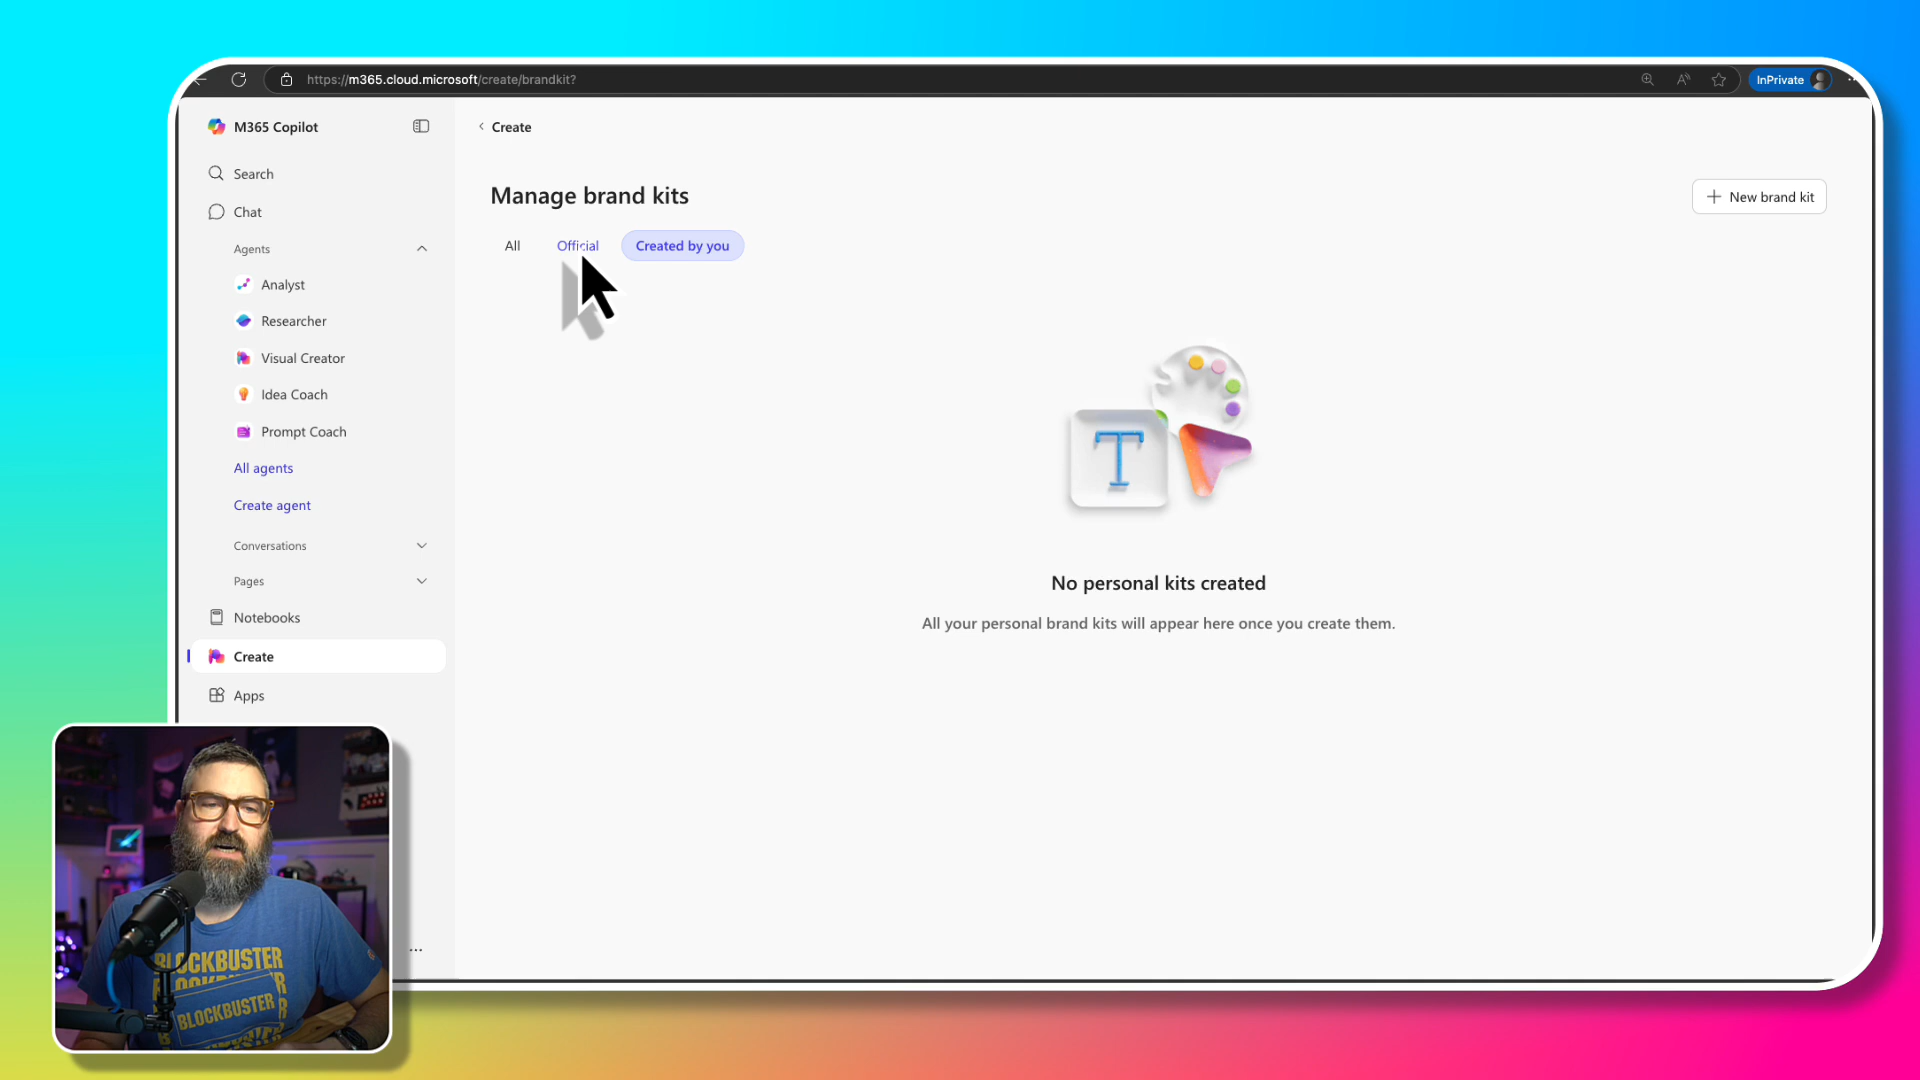 https://m365.cloud.microsoft/create/brandkit?
InPrivate
M365 Copilot
Create
Search
Manage brand kits
New brand kit
Chat
All
Official
Created by you
Agents
Analyst
Researcher
Visual Creator
Idea Coach
Prompt Coach
All agents
Create agent
T
Conversations
Pages
No personal kits created
All your personal brand kits will appear here once you create them.
Notebooks
Create
Apps
BLOCKBUSTER
BLOCKBUSTER
BLOCKBUSTER